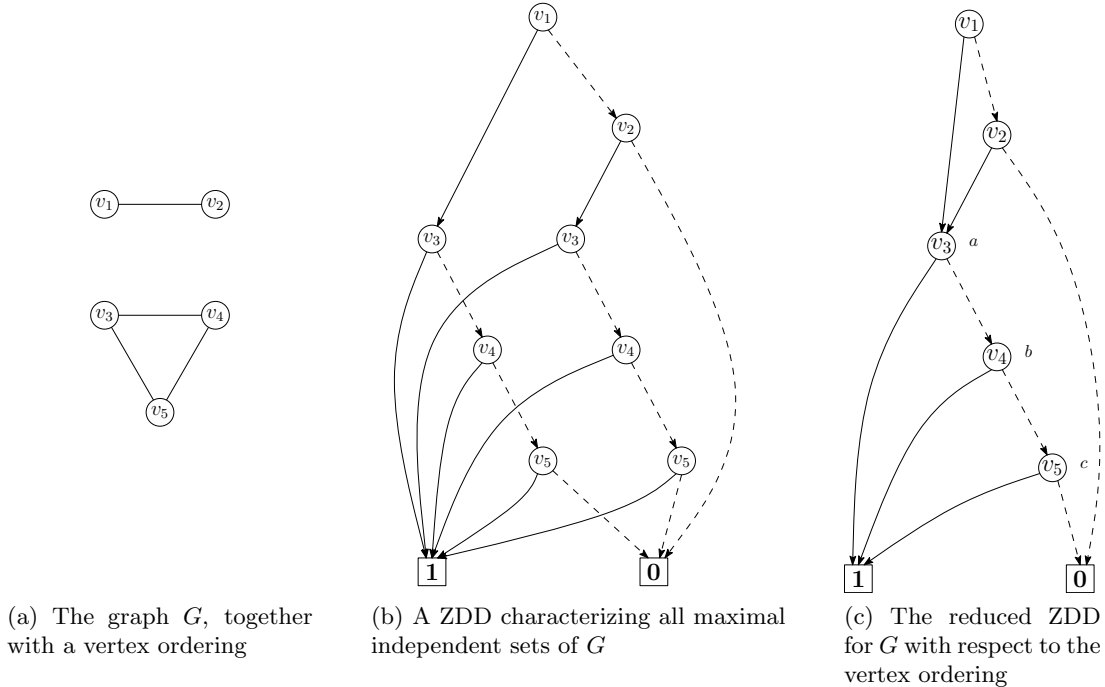 v1
v2
v3
v4
v5
(a) The graph G, together
with a vertex ordering
v1
v2
v3
v3
v4
v4
v5
v5
1
0
(b) A ZDD characterizing all maximal
independent sets of G
v1
v2
v3
a
v4
b
v5
c
1
0
(c) The reduced ZDD
for G with respect to the
vertex ordering